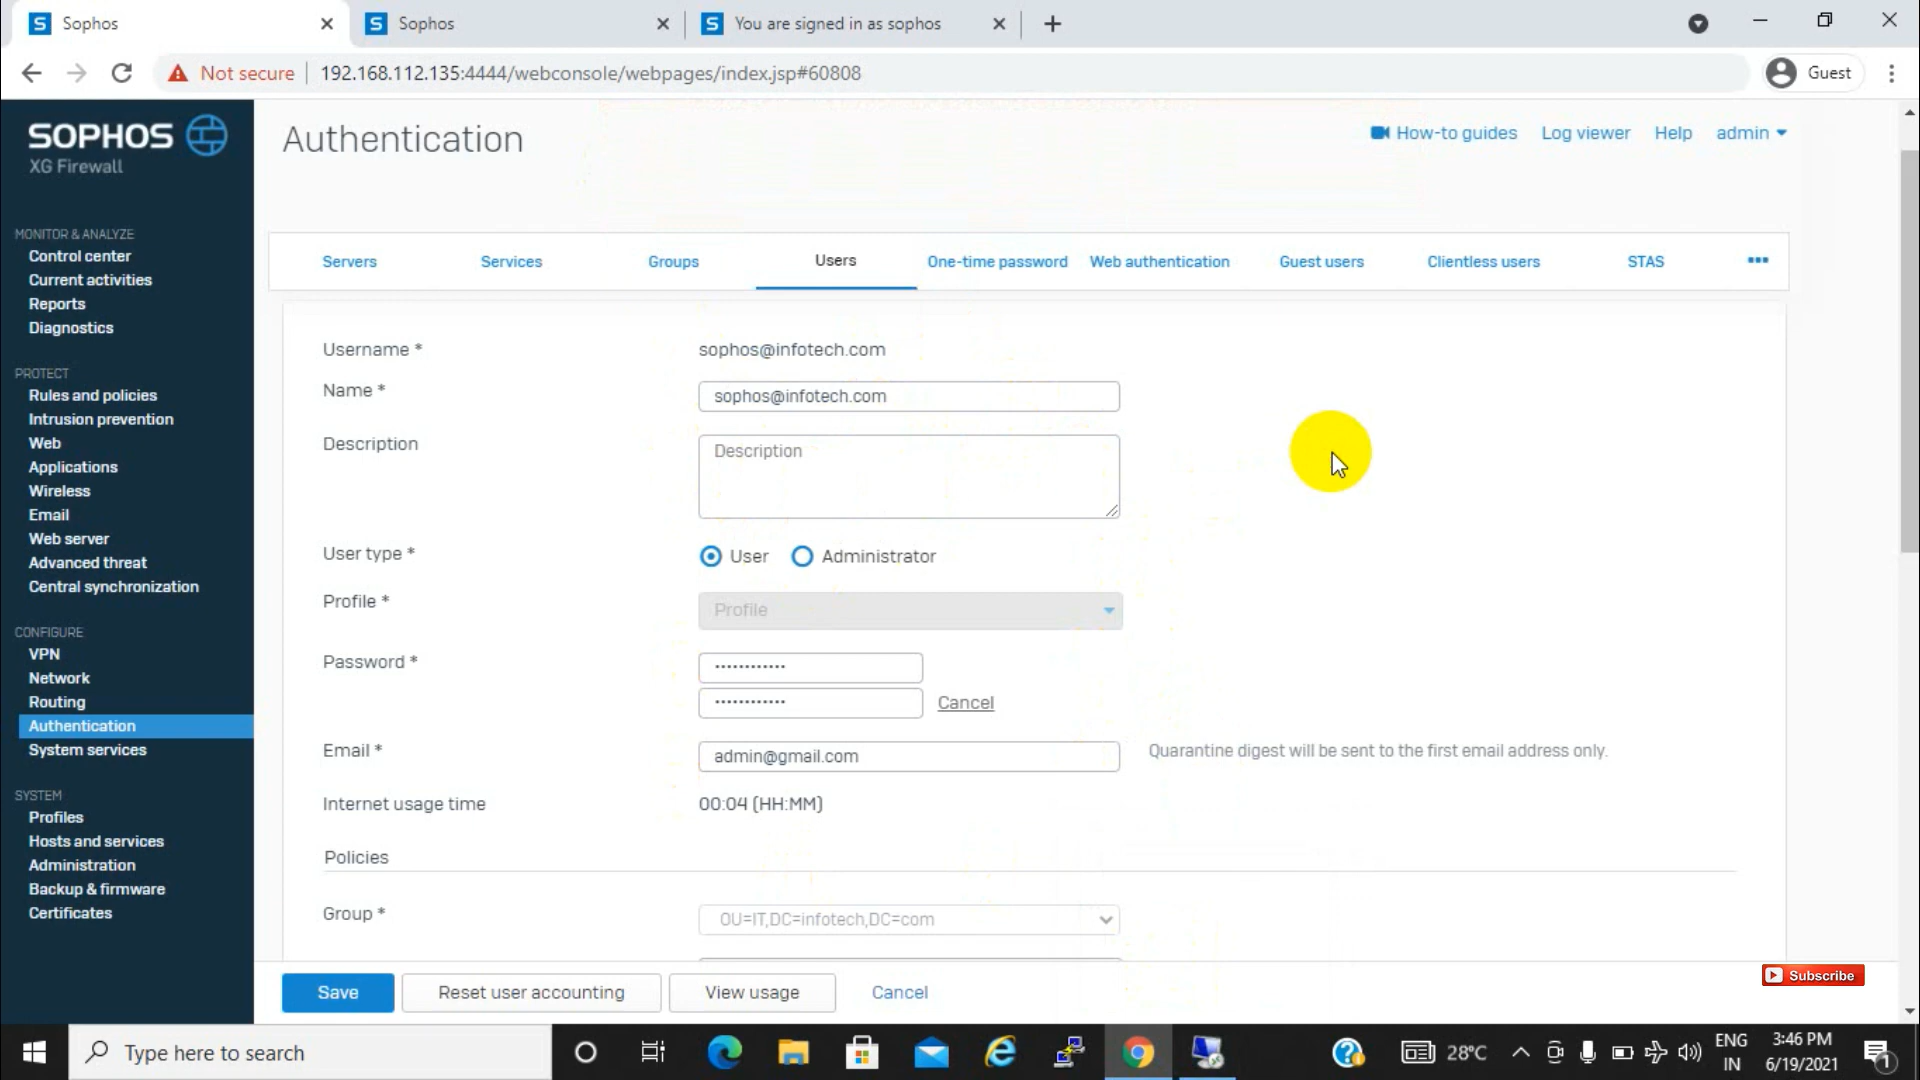 Sophos
Sophos
You are signed in as sophos
Not secure
192.168.112.135:4444/webconsole/webpages/index.jsp#60808
Guest
SOPHOS
XG Firewall
Authentication
How-to guides
Log viewer
Help
admin
MONITOR & ANALYZE
Control center
Current activities
Reports
Diagnostics
PROTECT
Rules and policies
Intrusion prevention
Web
Applications
Wireless
Email
Web server
Advanced threat
Central synchronization
CONFIGURE
VPN
Network
Routing
Authentication
System services
SYSTEM
Profiles
Hosts and services
Administration
Backup & firmware
Certificates
Servers
Services
Groups
Users
One-time password
Web authentication
Guest users
Clientless users
STAS
Username *
sophos@infotech.com
Name *
sophos@infotech.com
Description
Description
User type *
User
Administrator
Profile *
Profile
Password *
Cancel
Email *
admin@gmail.com
Quarantine digest will be sent to the first email address only.
Internet usage time
00:04 (HH:MM)
Policies
Group *
OU=IT,DC=infotech,DC=com
Save
Reset user accounting
View usage
Cancel
Subscribe
Type here to search
28°C
ENG
IN
3:46 PM
6/19/2021
1